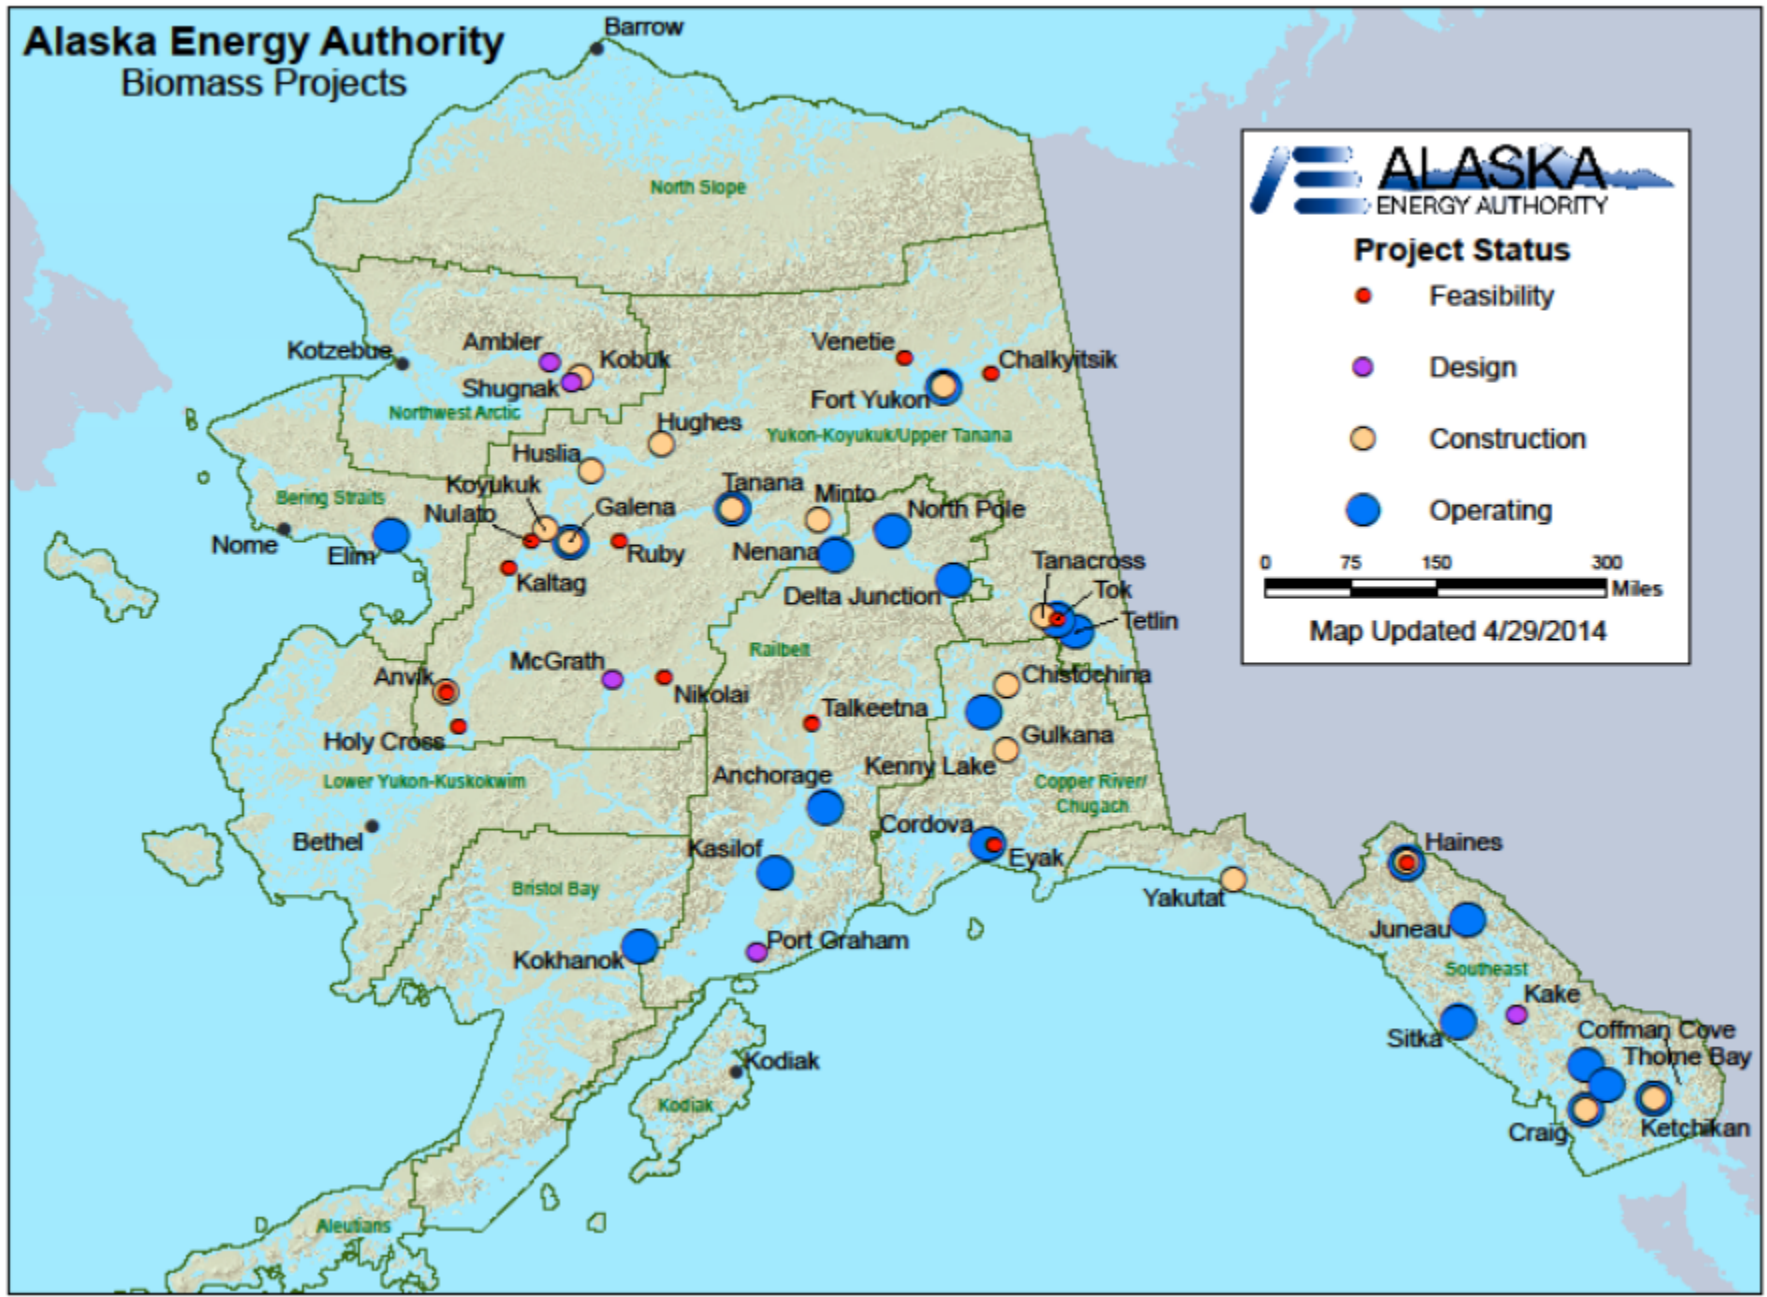 Alaska Energy Authority
Biomass Projects
Barrow
ALASKA
ENERGY AUTHORITY
Project Status
Feasibility
Design
Construction
Operating
0 75 150 300
Miles
Map Updated 4/29/2014
North Slope
Kotzebue
Ambler
Kobuk
Shugnak
Northwest Arctic
Venetie
Chalkyitsik
Fort Yukon
Hughes
Yukon-Koyukuk/Upper Tanana
Huslia
Koyukuk
Bering Straits
Nulato
Galena
Tanana
Minto
North Pole
Nome
Elim
Ruby
Nenana
Kaltag
Delta Junction
Tanacross
Tok
Tetlin
Railbelt
McGrath
Anvik
Nikolai
Chistochina
Talkeetna
Holy Cross
Gulkana
Kenny Lake
Lower Yukon-Kuskokwim
Anchorage
Copper River/
Chugach
Bethel
Cordova
Kasilof
Eyak
Haines
Bristol Bay
Yakutat
Juneau
Port Graham
Kokhanok
Southeast
Kake
Sitka
Coffman Cove
Thorne Bay
Kodiak
Kodiak
Craig
Ketchikan
Aleutians